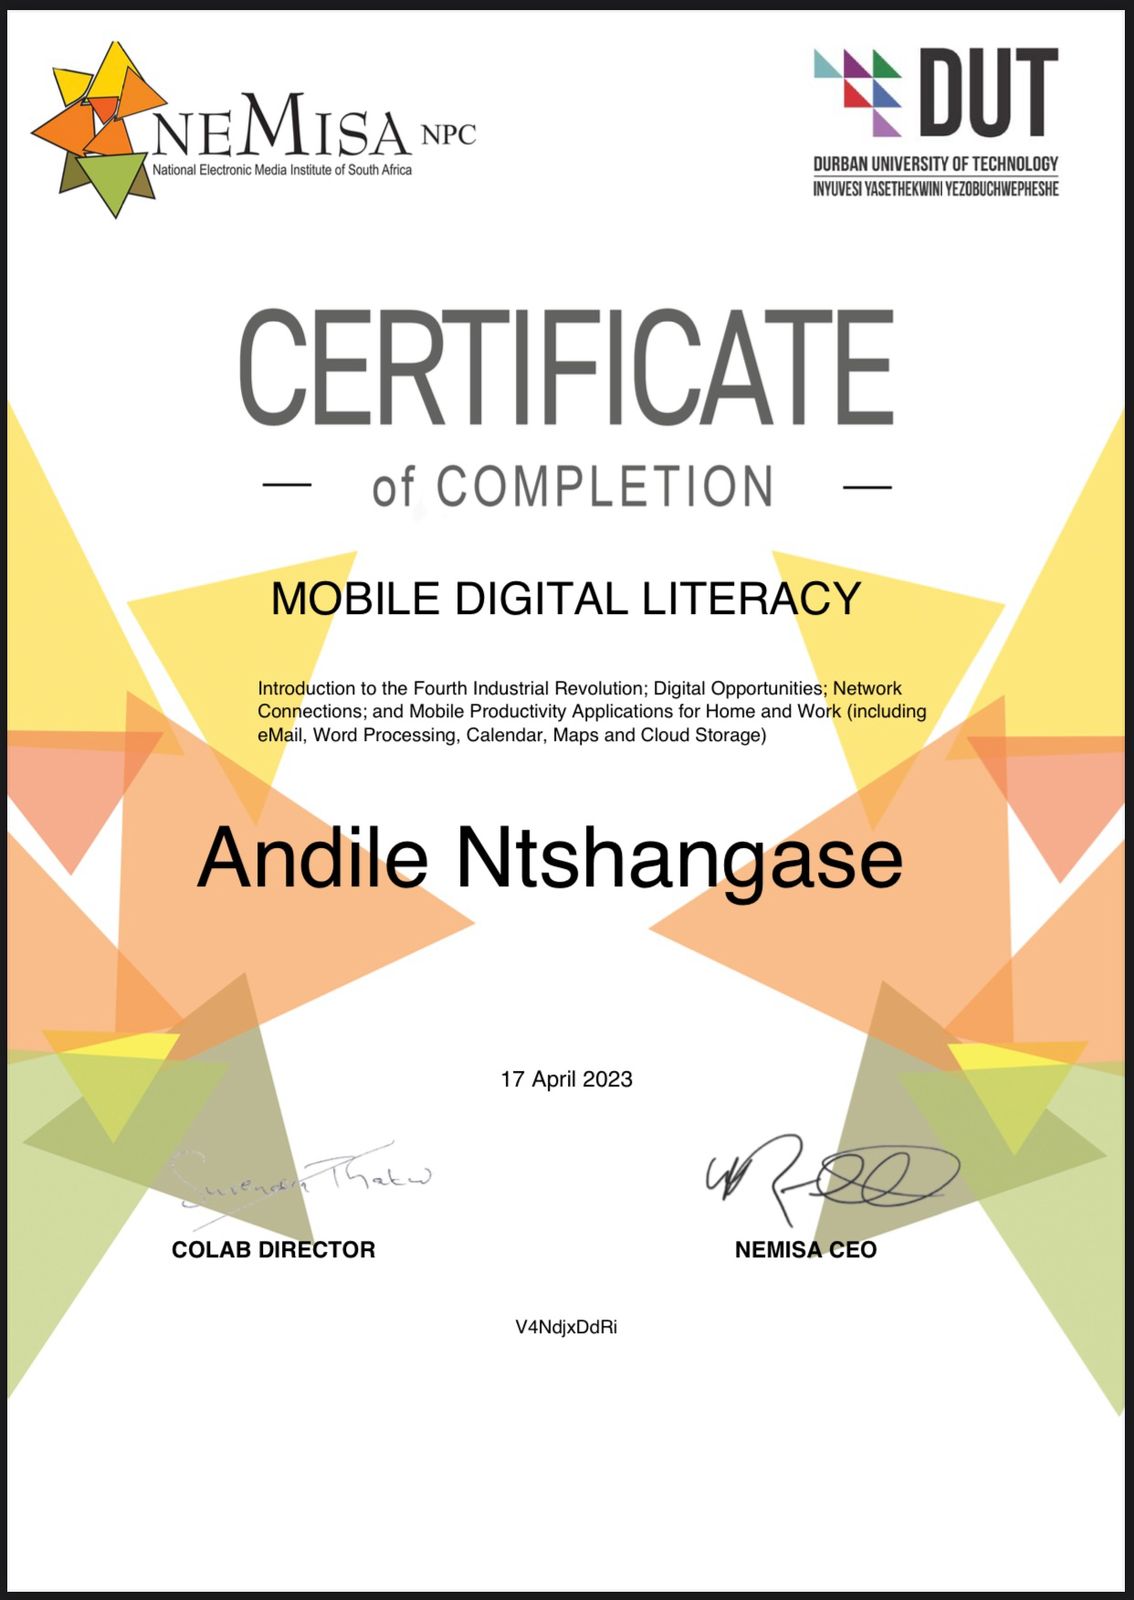 NEMISA NPC
National Electronic Media Institute of South Africa
DUT
DURBAN UNIVERSITY OF TECHNOLOGY
INYUVESI YASETHEKWINI YEZOBUCHWEPHESHE
CERTIFICATE
of COMPLETION
MOBILE DIGITAL LITERACY
Introduction to the Fourth Industrial Revolution; Digital Opportunities; Network
Connections; and Mobile Productivity Applications for Home and Work (including
eMail, Word Processing, Calendar, Maps and Cloud Storage)
Andile Ntshangase
17 April 2023
COLAB DIRECTOR
NEMISA CEO
V4NdjxDdRi